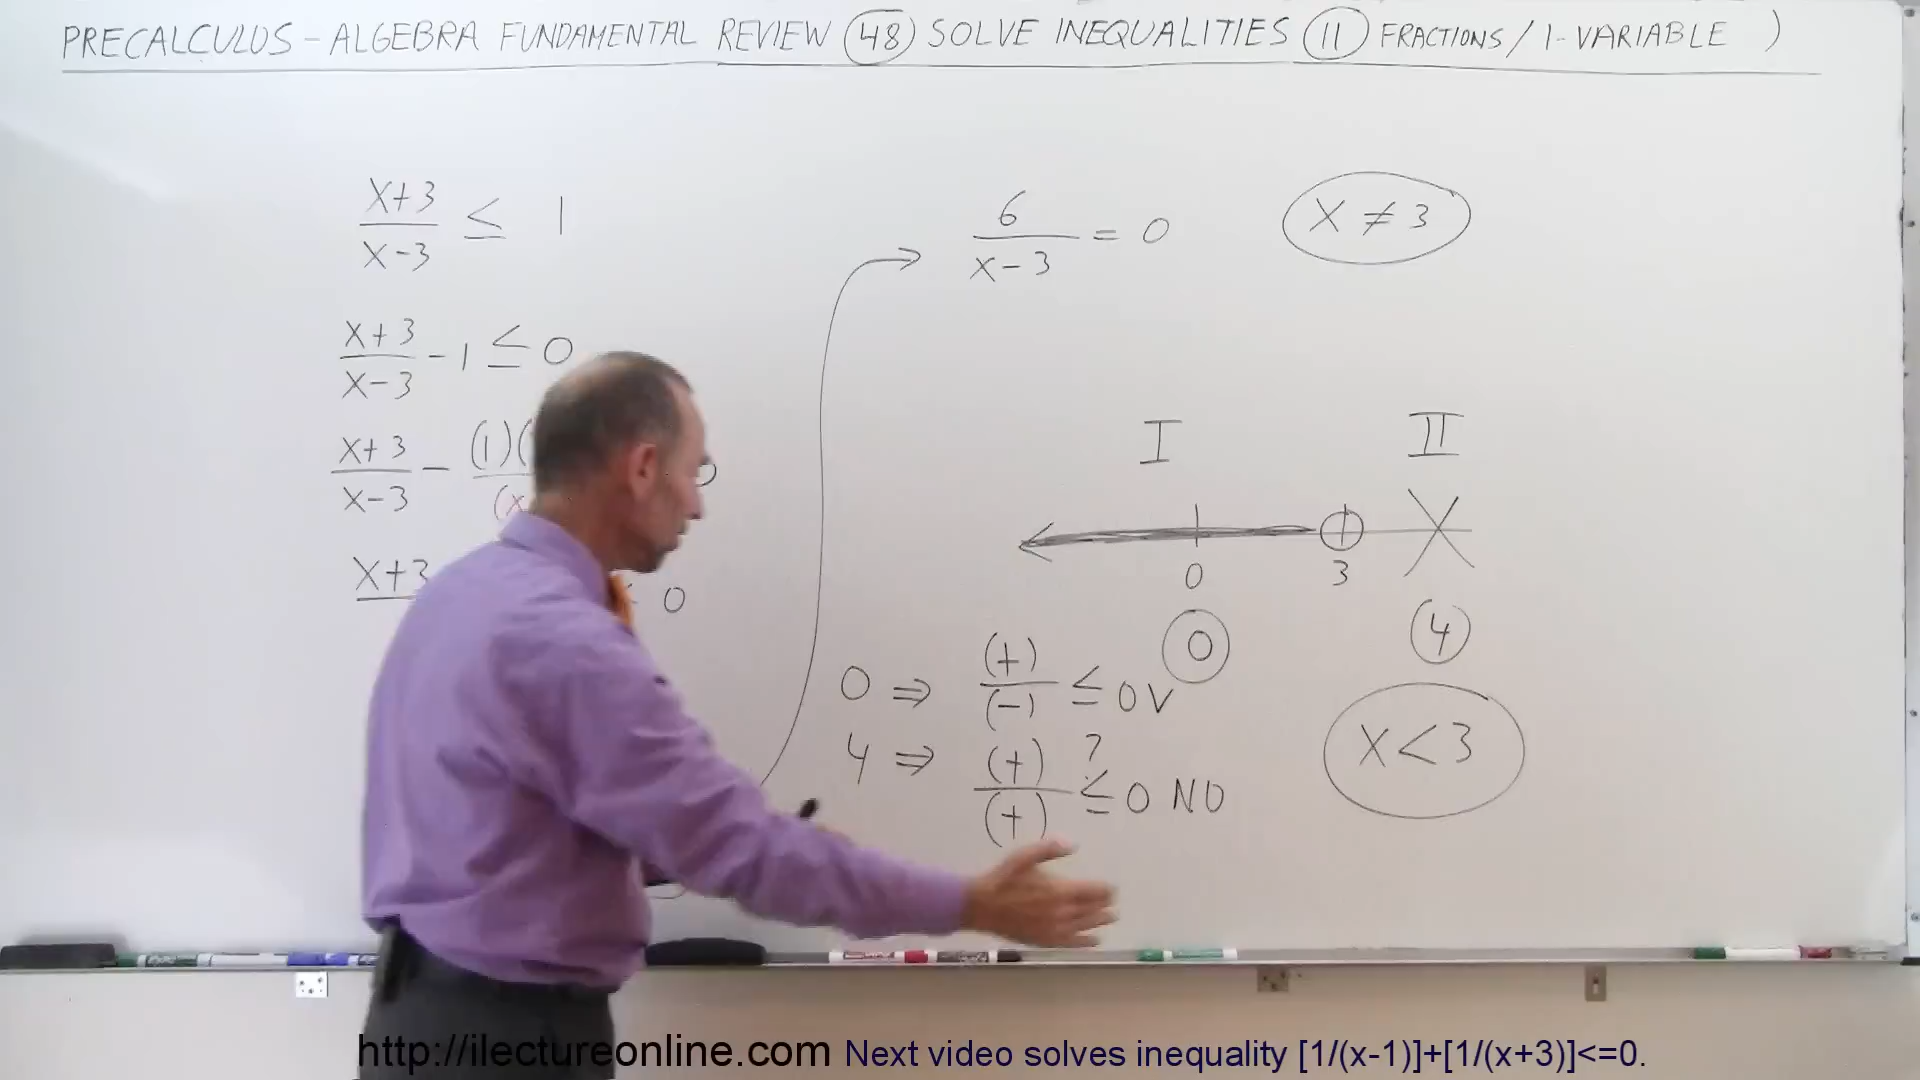 PRECALCULUS - ALGEBRA FUNDAMENTAL REVIEW 48 SOLVE INEQUALITIES 11 FRACTIONS / 1-VARIABLE )
X+3
X-3 ≤ 1
X+3
X-3 - 1 ≤ 0
X+3
X-3 - (1)(
(x
X+3
0
6
X-3 = 0
X ≠ 3
I II
0 3
0 4
0 ⇒ (+)
(-) ≤ 0 V
4 ⇒ (+)
(+) ?
≤ 0 NO
X < 3
http://ilectureonline.com Next video solves inequality [1/(x-1)]+[1/(x+3)]<=0.